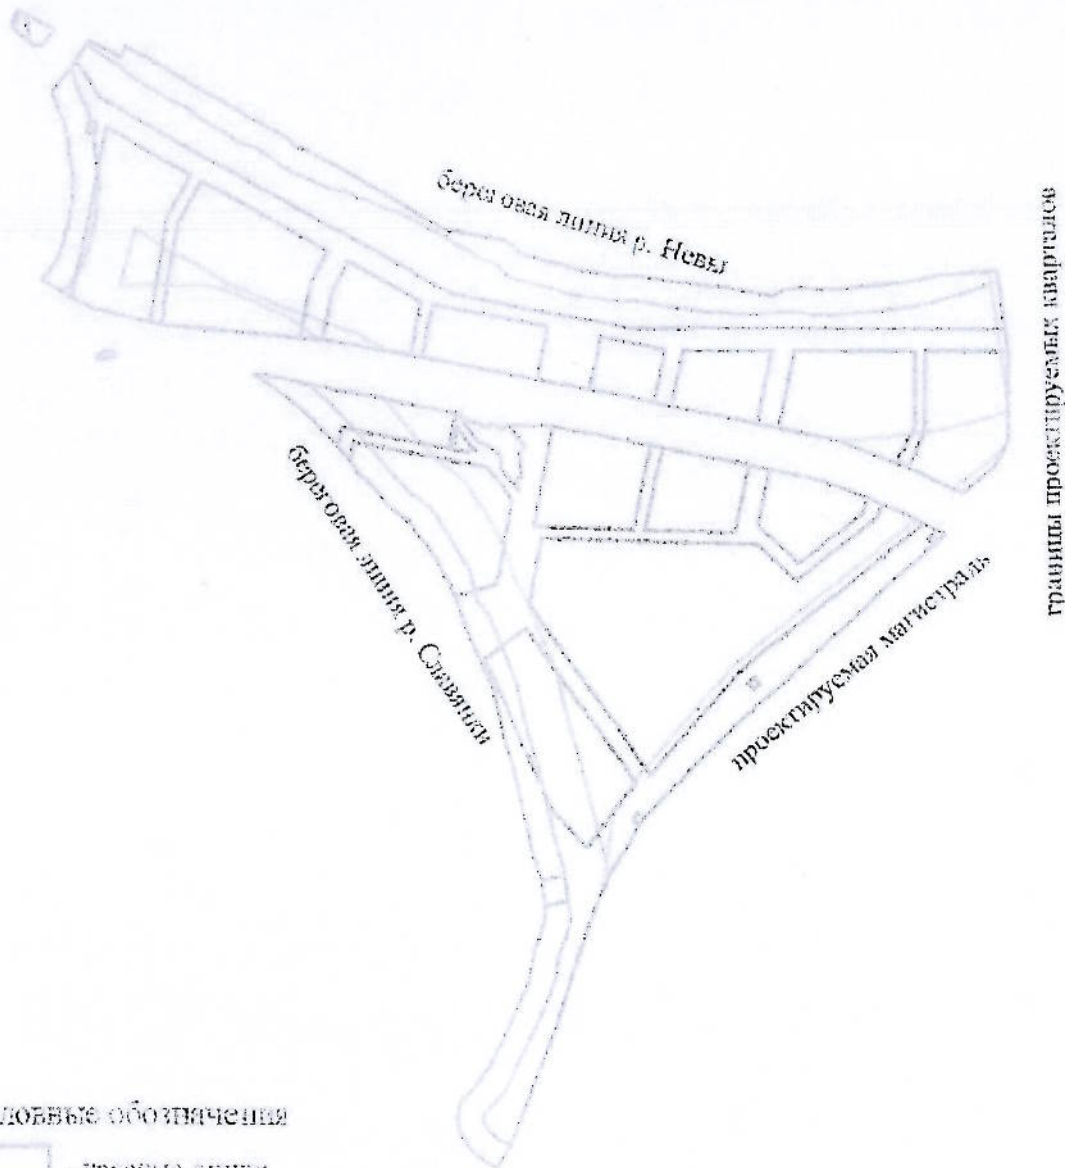 береговая линия р. Невы
границы проектируемых кварталов
береговая линия р. Славянки
проектируемая магистраль
ловные обозначения